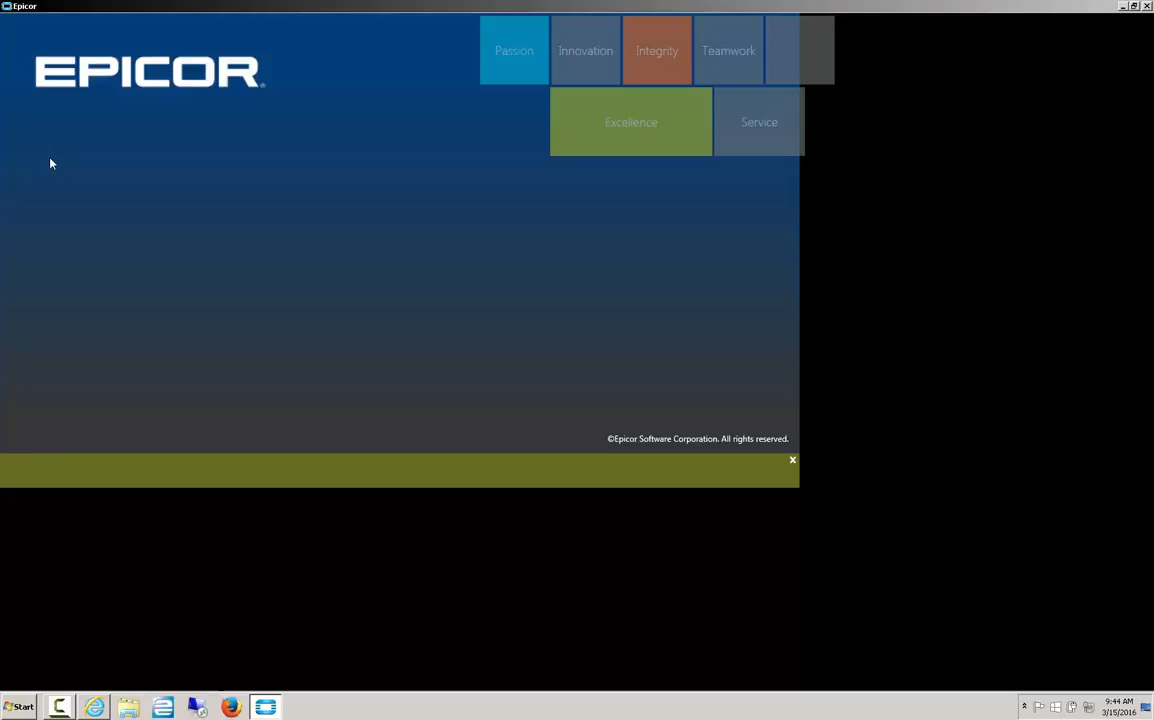 Epicor
Passion
Innovation
Integrity
Teamwork
EPICOR®
Excellence
Service
©Epicor Software Corporation. All rights reserved.
x
Start
9:44 AM
3/15/2016